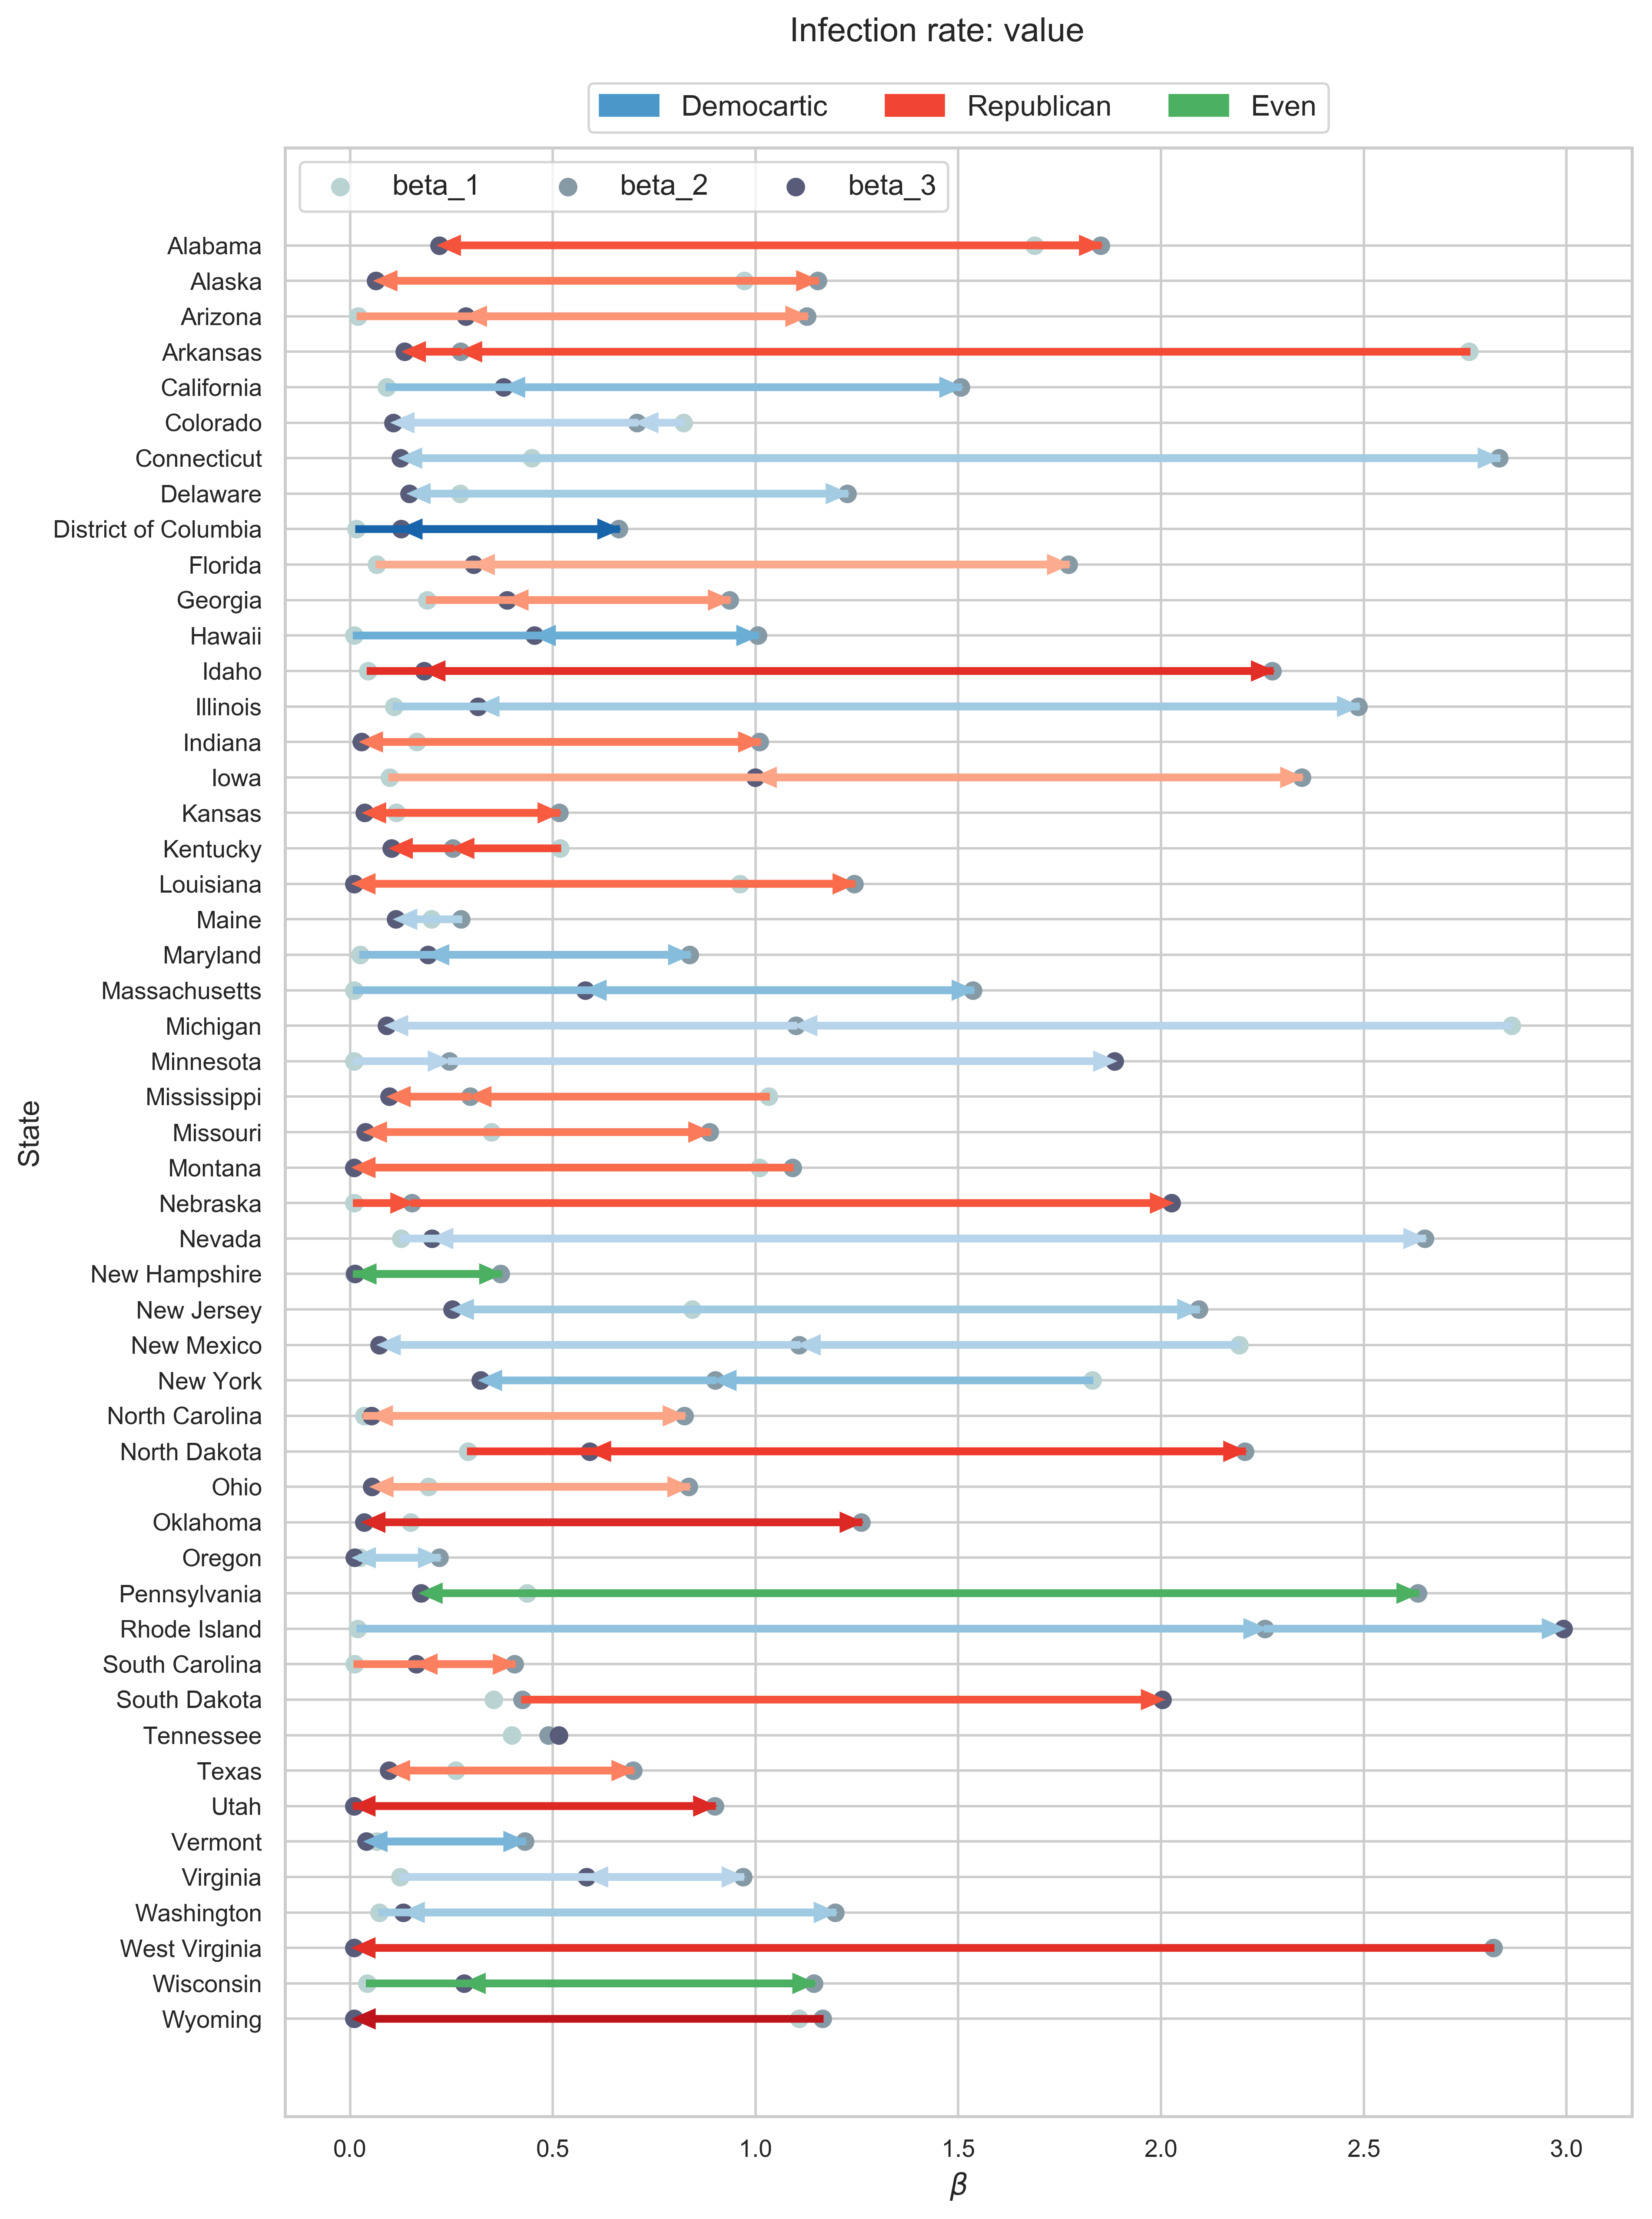 Infection rate: value
Democartic Republican Even
beta_1 beta_2 beta_3
Alabama
Alaska
Arizona
Arkansas
California
Colorado
Connecticut
Delaware
District of Columbia
Florida
Georgia
Hawaii
Idaho
Illinois
Indiana
Iowa
Kansas
Kentucky
Louisiana
Maine
Maryland
Massachusetts
Michigan
Minnesota
Mississippi
Missouri
Montana
Nebraska
Nevada
New Hampshire
New Jersey
New Mexico
New York
North Carolina
North Dakota
Ohio
Oklahoma
Oregon
Pennsylvania
Rhode Island
South Carolina
South Dakota
Tennessee
Texas
Utah
Vermont
Virginia
Washington
West Virginia
Wisconsin
Wyoming
State
0.0 0.5 1.0 1.5 2.0 2.5 3.0
β